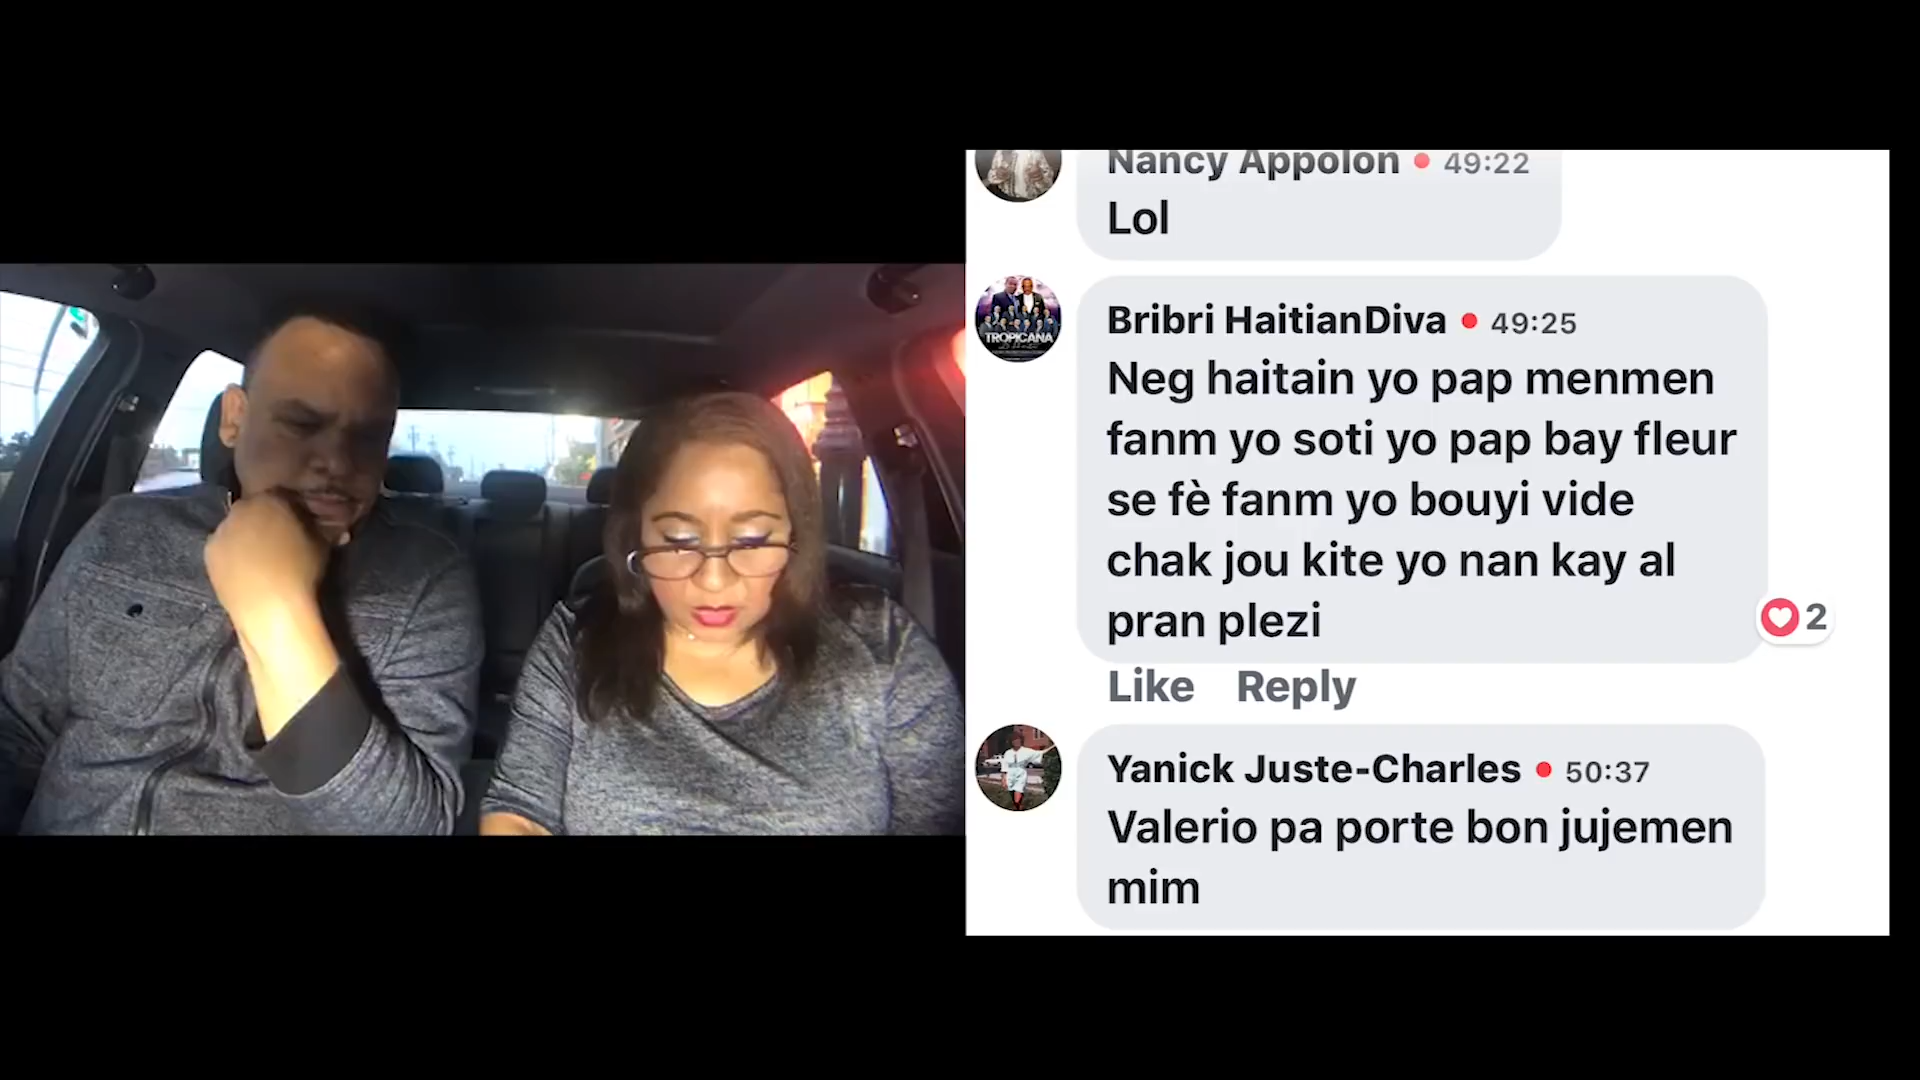 Nancy Appolon • 49:22
Lol
Bribri HaitianDiva • 49:25
Neg haitain yo pap menmen
fanm yo soti yo pap bay fleur
se fè fanm yo bouyi vide
chak jou kite yo nan kay al
pran plezi
2
Like Reply
Yanick Juste-Charles • 50:37
Valerio pa porte bon jujemen
mim
TROPICANA